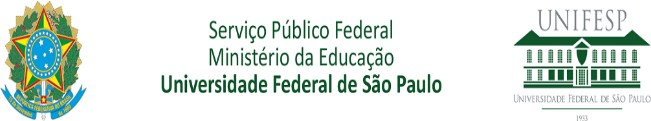 Serviço Público Federal
Ministério da Educação
Universidade Federal de São Paulo
UNIFESP
UNIVERSIDADE FEDERAL DE SÃO PAULO
1933